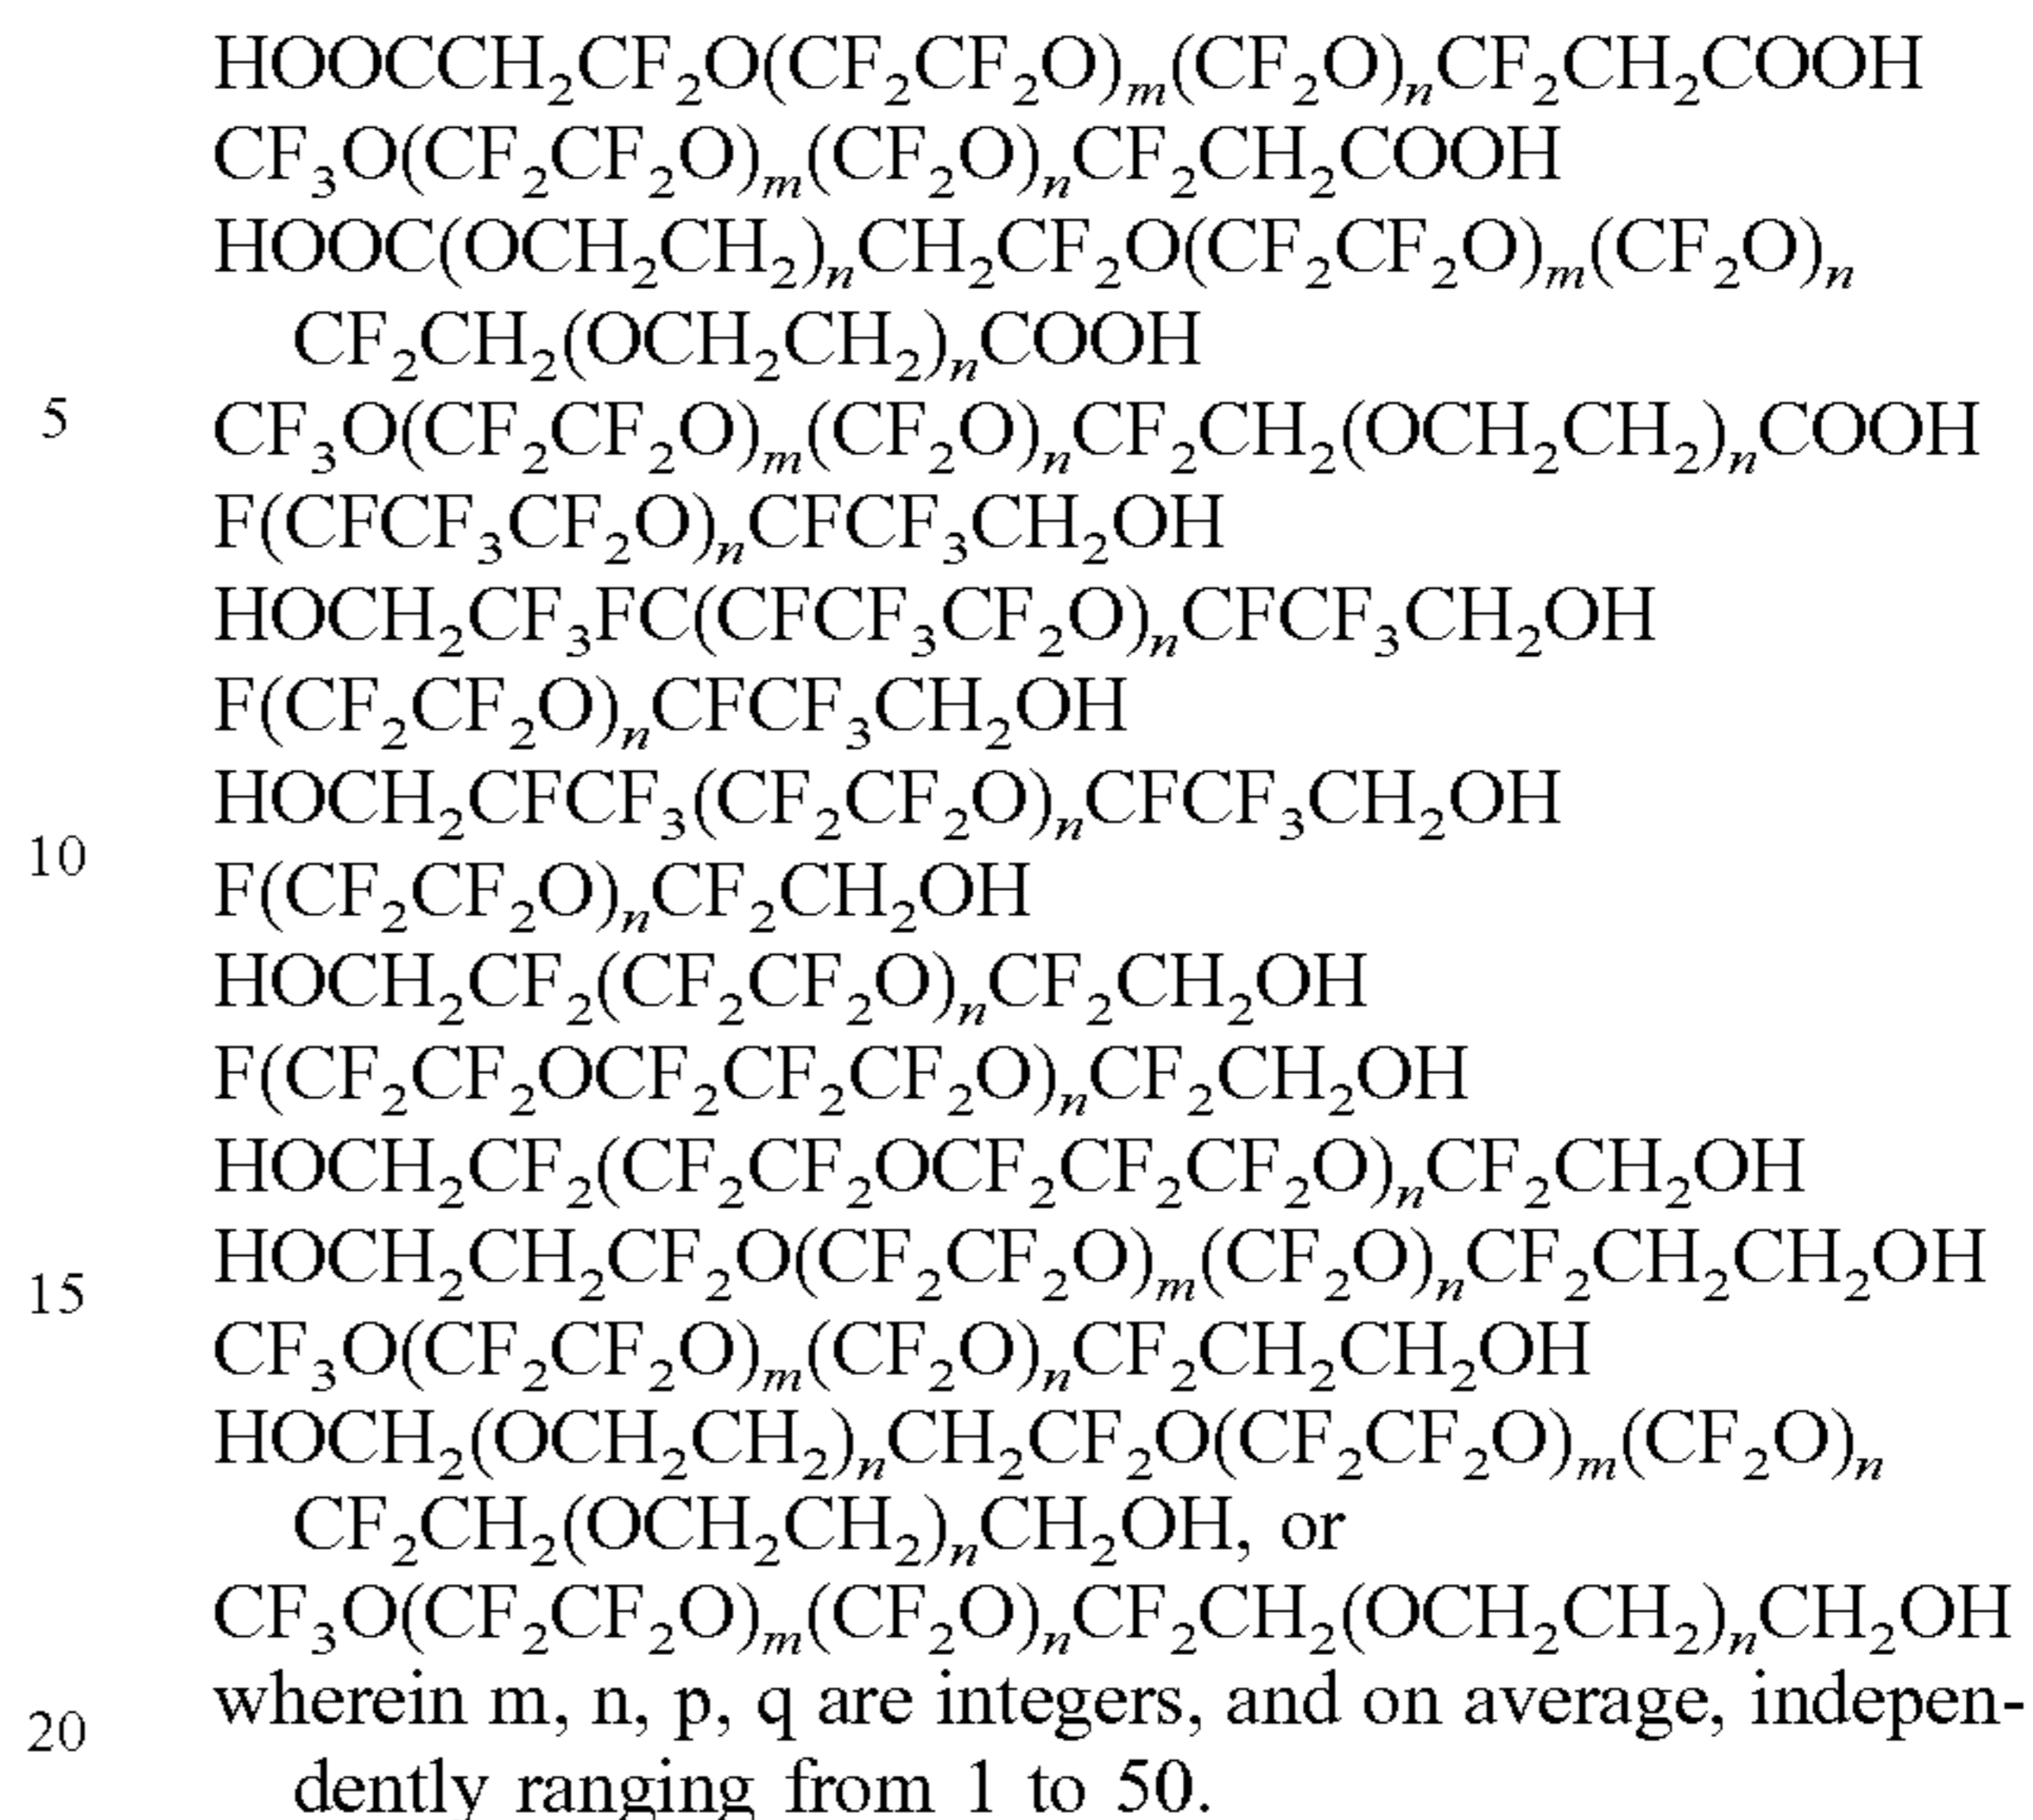 HOOCCH₂CF₂O(CF₂CF₂O)ₘ(CF₂O)ₙCF₂CH₂COOH
CF₃O(CF₂CF₂O)ₘ(CF₂O)ₙCF₂CH₂COOH
HOOC(OCH₂CH₂)ₙCH₂CF₂O(CF₂CF₂O)ₘ(CF₂O)ₙ
CF₂CH₂(OCH₂CH₂)ₙCOOH
5 CF₃O(CF₂CF₂O)ₘ(CF₂O)ₙCF₂CH₂(OCH₂CH₂)ₙCOOH
F(CFCF₃CF₂O)ₙCFCF₃CH₂OH
HOCH₂CF₃FC(CFCF₃CF₂O)ₙCFCF₃CH₂OH
F(CF₂CF₂O)ₙCFCF₃CH₂OH
HOCH₂CFCF₃(CF₂CF₂O)ₙCFCF₃CH₂OH
10 F(CF₂CF₂O)ₙCF₂CH₂OH
HOCH₂CF₂(CF₂CF₂O)ₙCF₂CH₂OH
F(CF₂CF₂OCF₂CF₂CF₂O)ₙCF₂CH₂OH
HOCH₂CF₂(CF₂CF₂OCF₂CF₂CF₂O)ₙCF₂CH₂OH
15 HOCH₂CH₂CF₂O(CF₂CF₂O)ₘ(CF₂O)ₙCF₂CH₂CH₂OH
CF₃O(CF₂CF₂O)ₘ(CF₂O)ₙCF₂CH₂CH₂OH
HOCH₂(OCH₂CH₂)ₙCH₂CF₂O(CF₂CF₂O)ₘ(CF₂O)ₙ
CF₂CH₂(OCH₂CH₂)ₙCH₂OH, or
CF₃O(CF₂CF₂O)ₘ(CF₂O)ₙCF₂CH₂(OCH₂CH₂)ₙCH₂OH
20 wherein m, n, p, q are integers, and on average, indepen-
dently ranging from 1 to 50.